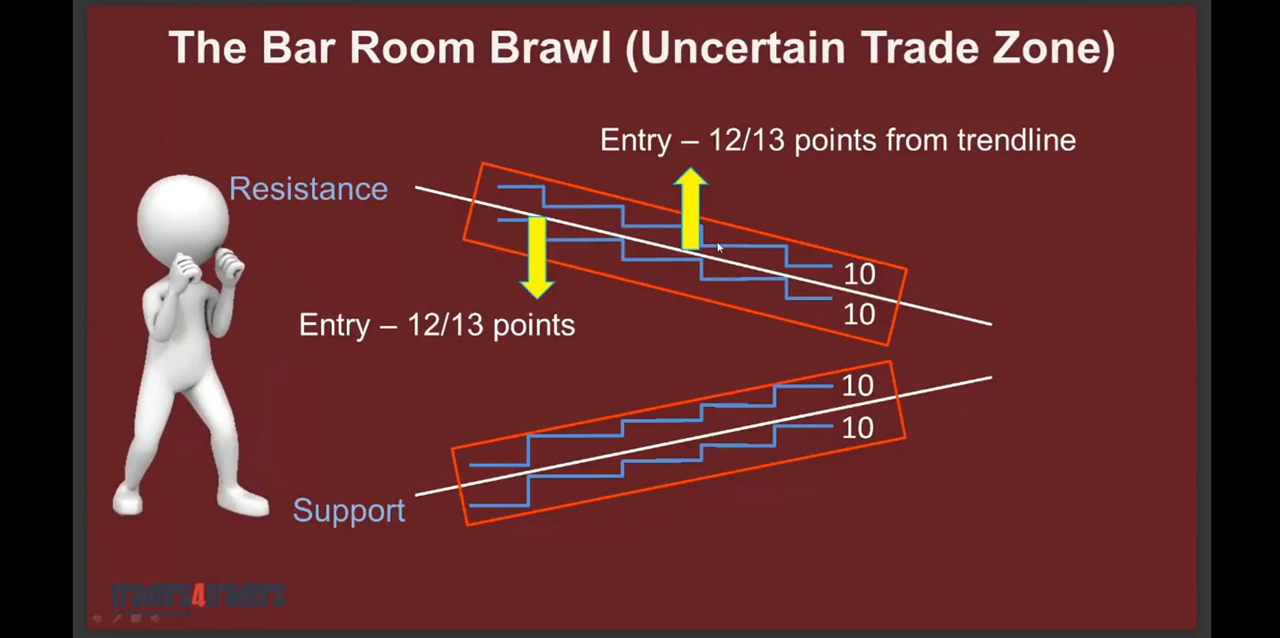 The Bar Room Brawl (Uncertain Trade Zone)
Entry – 12/13 points from trendline
Resistance
10
10
Entry – 12/13 points
10
10
Support
traders4traders